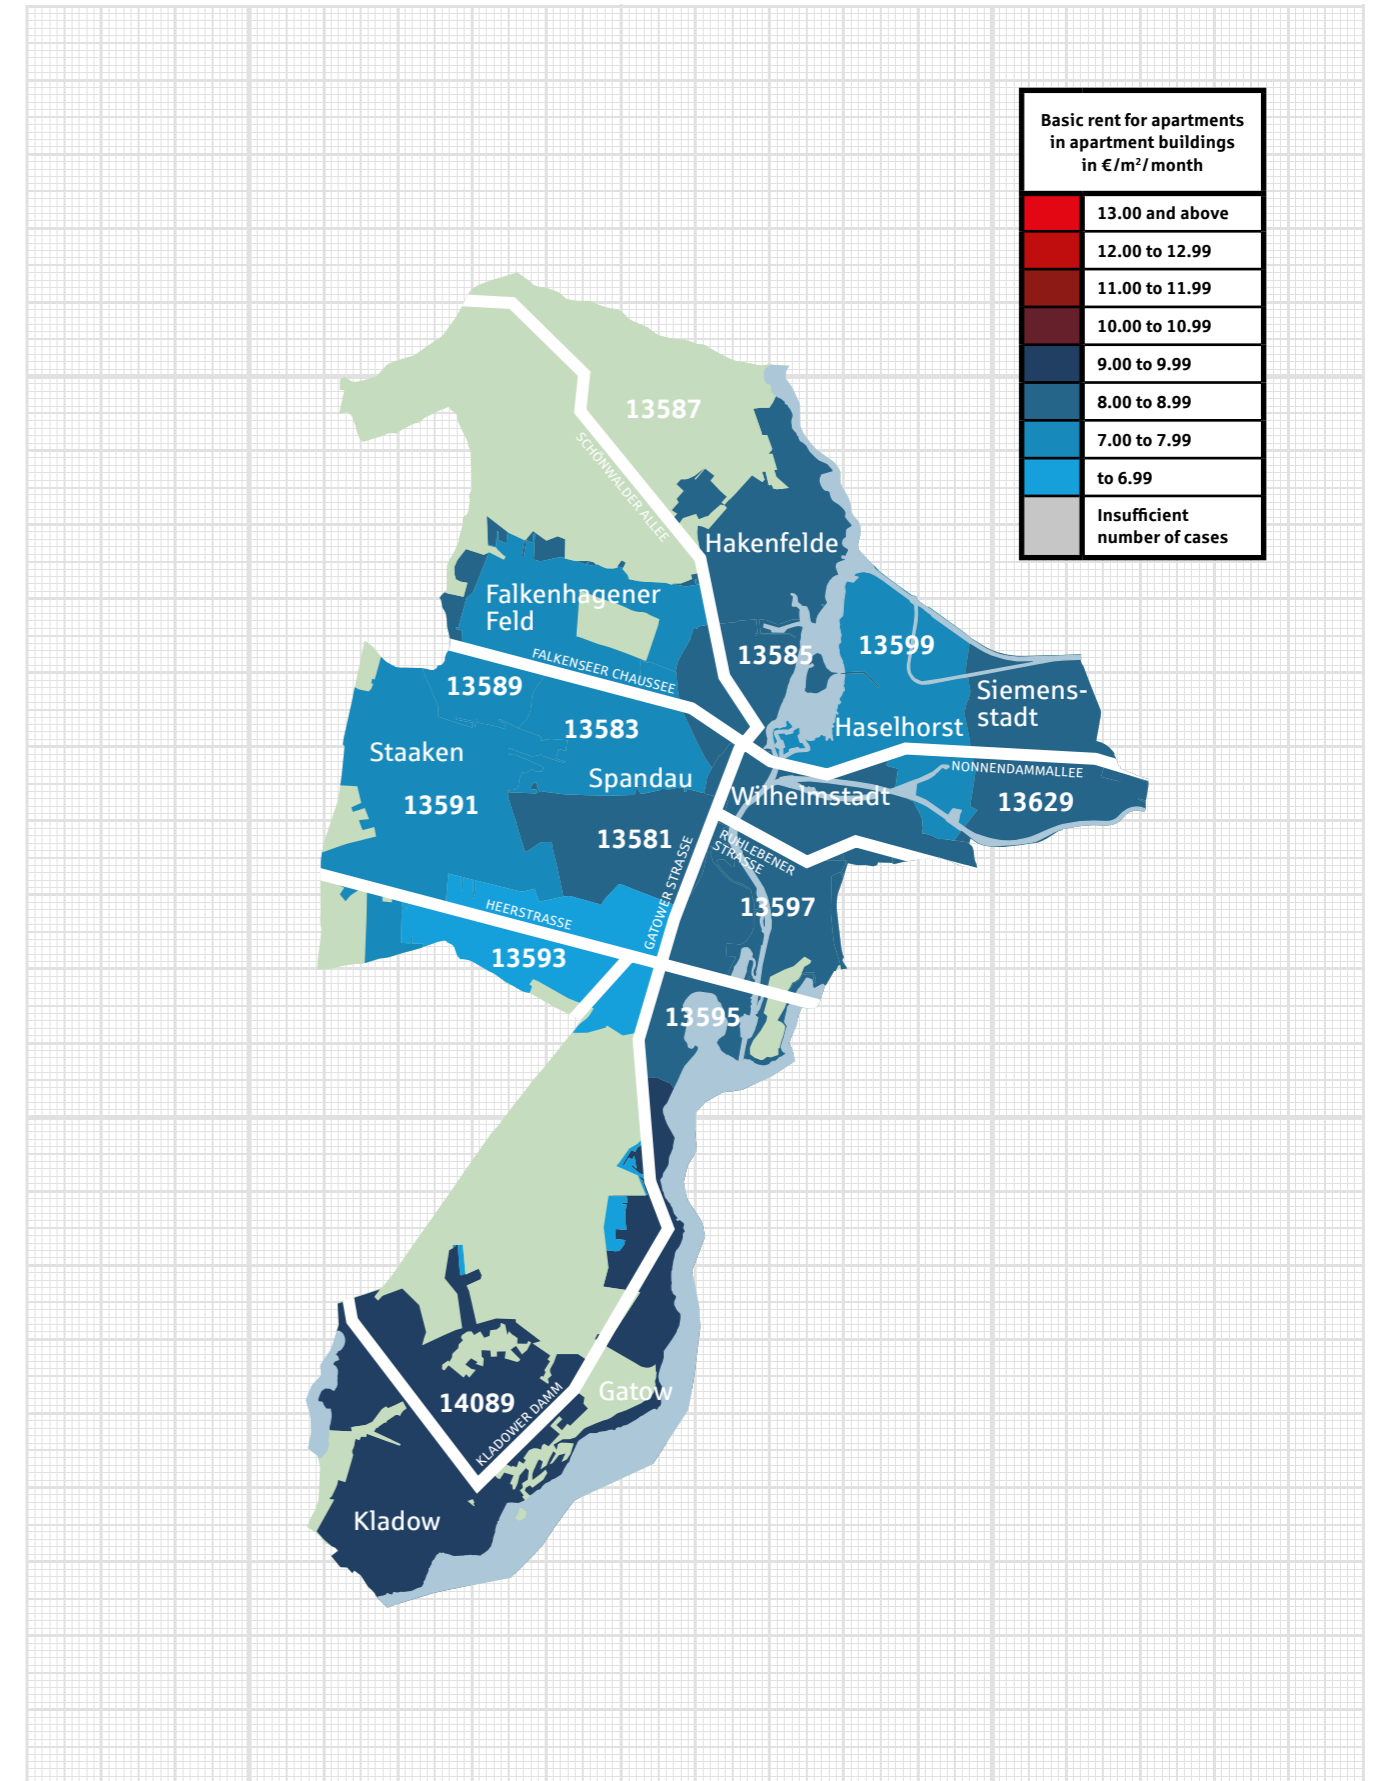 Basic rent for apartments
in apartment buildings
in €/m²/month
13.00 and above
12.00 to 12.99
11.00 to 11.99
10.00 to 10.99
9.00 to 9.99
8.00 to 8.99
7.00 to 7.99
to 6.99
Insufficient
number of cases
13587
SCHÖNWALDER ALLEE
Hakenfelde
Falkenhagener
Feld
13585
13599
FALKENSEER CHAUSSEE
13589
Siemens-
stadt
13583
Haselhorst
Staaken
NONNENDAMMALLEE
Spandau
Wilhelmstadt
13591
13629
13581
RUHLEBENER
STRASSE
GATOWER STRASSE
HEERSTRASSE
13597
13593
13595
Gatow
14089
KLADOWER DAMM
Kladow